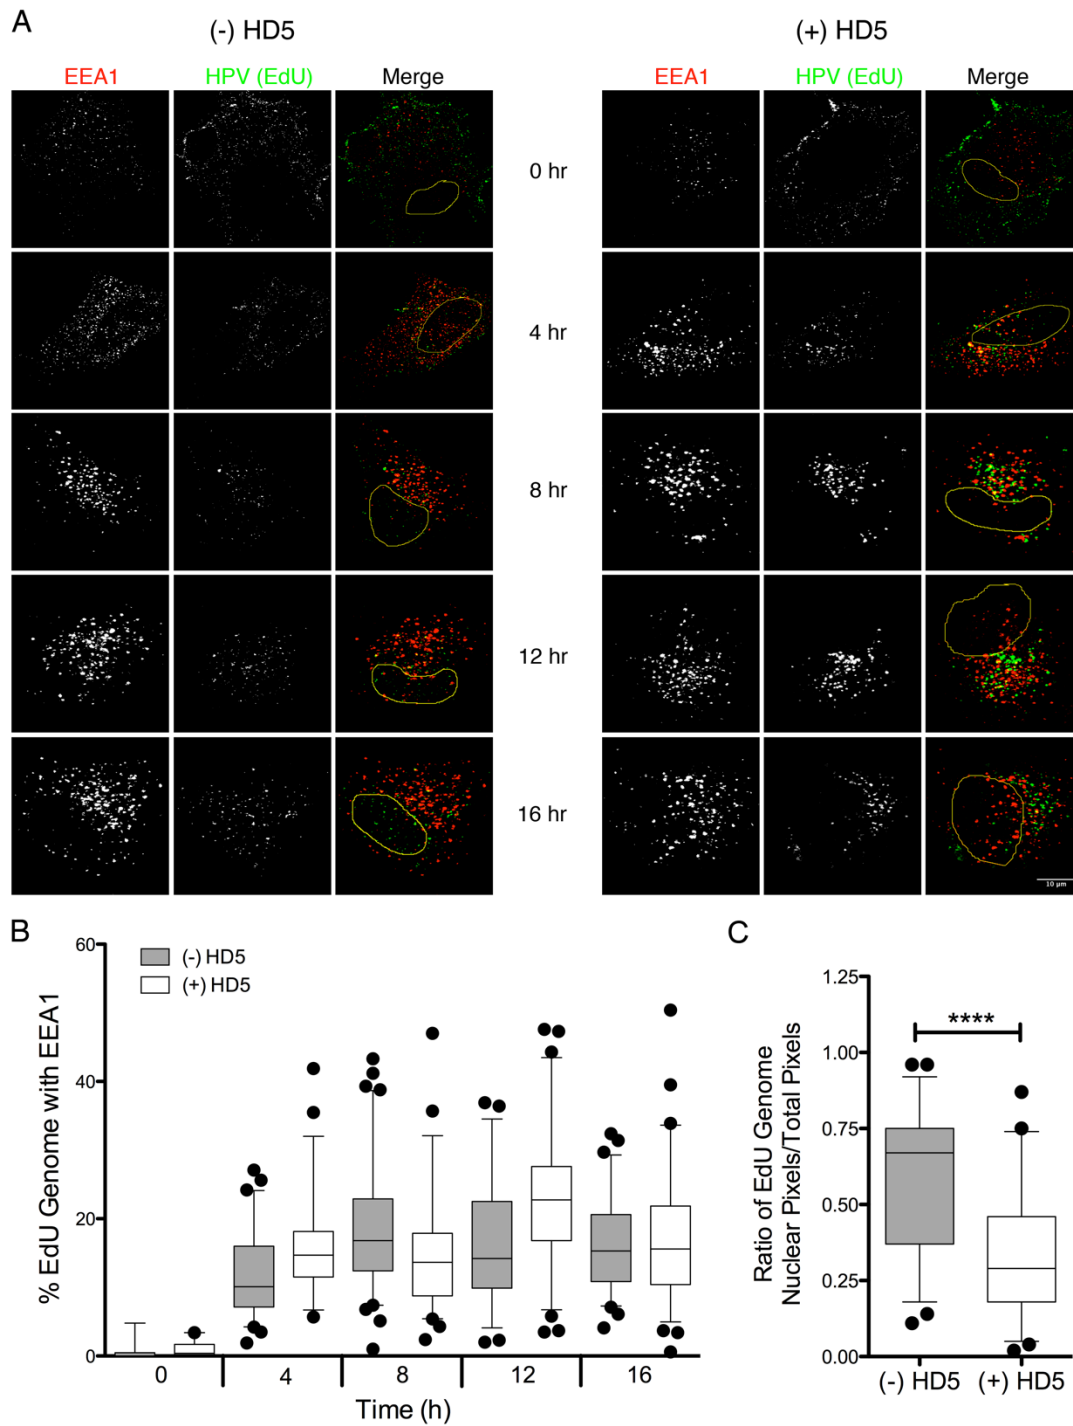 A
(-) HD5
(+) HD5
EEA1
HPV (EdU)
Merge
EEA1
HPV (EdU)
Merge
0 hr
4 hr
8 hr
12 hr
16 hr
10 µm
B
% EdU Genome with EEA1
60
40
20
0
(-) HD5
(+) HD5
0
4
8
12
16
Time (h)
C
Ratio of EdU Genome
Nuclear Pixels/Total Pixels
1.25
1.00
0.75
0.50
0.25
0.00
****
(-) HD5
(+) HD5